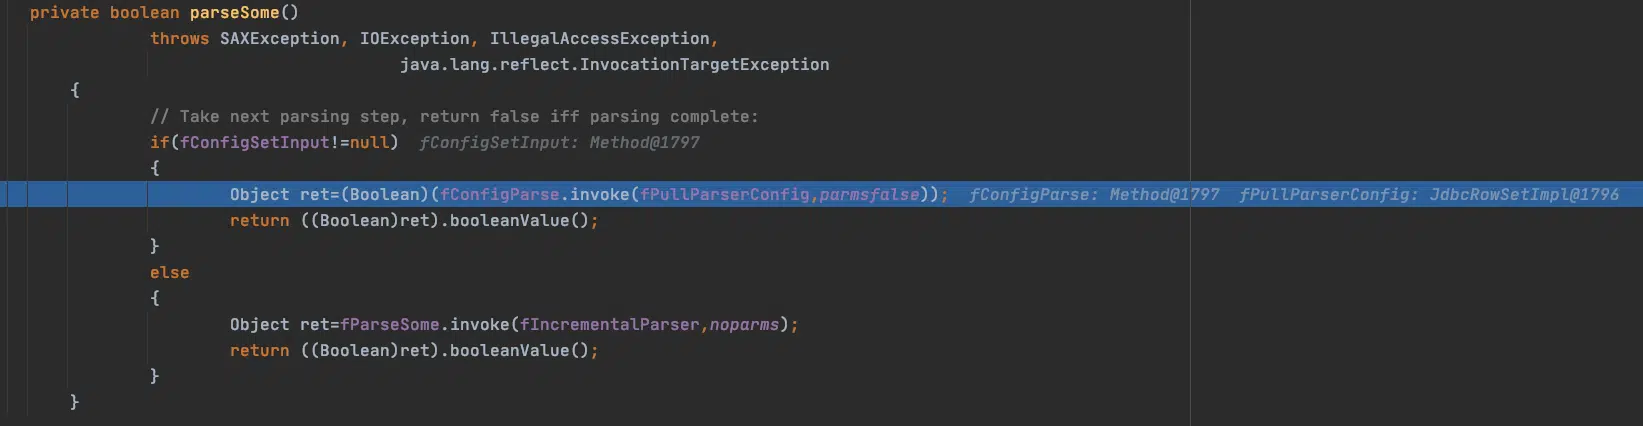 private boolean parseSome()
throws SAXException, IOException, IllegalAccessException,
java.lang.reflect.InvocationTargetException
{
// Take next parsing step, return false iff parsing complete:
if(fConfigSetInput!=null)  fConfigSetInput: Method@1797
{
Object ret=(Boolean)(fConfigParse.invoke(fPullParserConfig,parmsfalse));  fConfigParse: Method@1797  fPullParserConfig: JdbcRowSetImpl@1796
return ((Boolean)ret).booleanValue();
}
else
{
Object ret=fParseSome.invoke(fIncrementalParser,noparms);
return ((Boolean)ret).booleanValue();
}
}